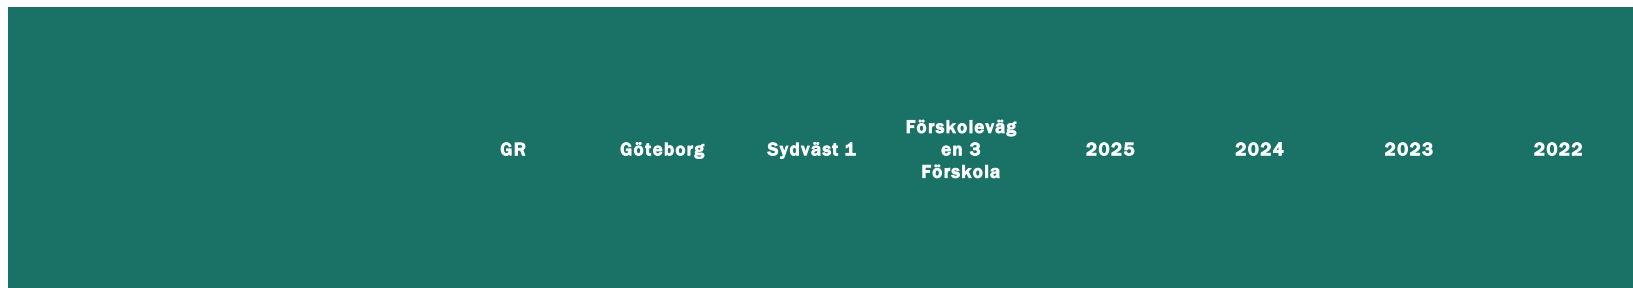 GR Göteborg Sydväst 1 Förskoleväg
en 3
Förskola 2025 2024 2023 2022